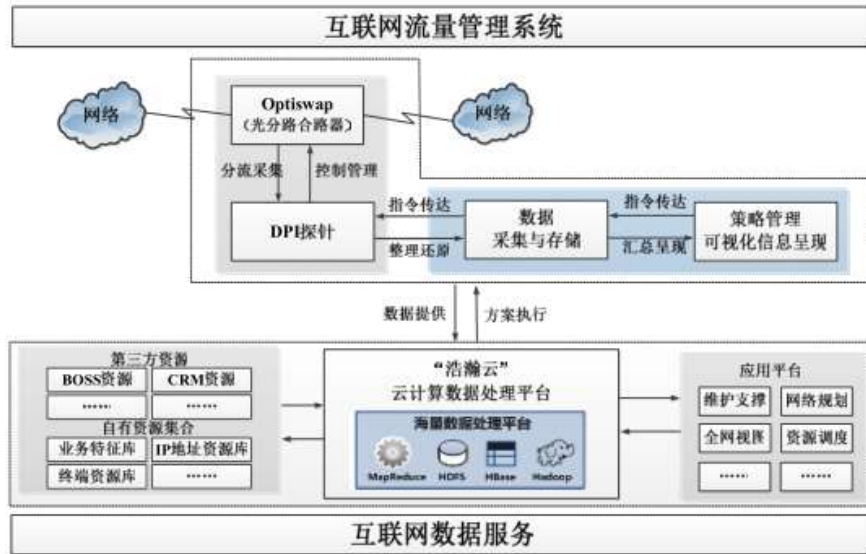 互联网流量管理系统
网络
Optiswap
（光分路合路器）
网络
分流采集
控制管理
DPI探针
指令传达
整理还原
数据
采集与存储
指令传达
汇总呈现
策略管理
可视化信息呈现
数据提供
方案执行
第三方资源
BOSS资源
CRM资源
……
……
自有资源集合
业务特征库
IP地址资源库
终端资源库
……
“浩瀚云”
云计算数据处理平台
海量数据处理平台
MapReduce
HDFS
HBase
Hadoop
应用平台
维护支撑
网络规划
全网视图
资源调度
……
……
互联网数据服务